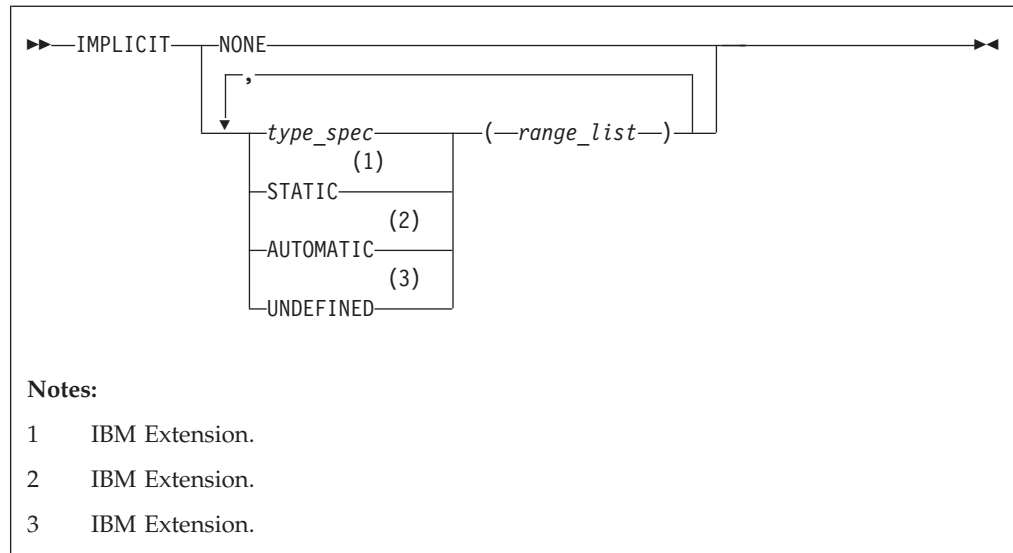 IMPLICIT NONE
,
type_spec ( range_list )
(1)
STATIC
(2)
AUTOMATIC
(3)
UNDEFINED
Notes:
1 IBM Extension.
2 IBM Extension.
3 IBM Extension.